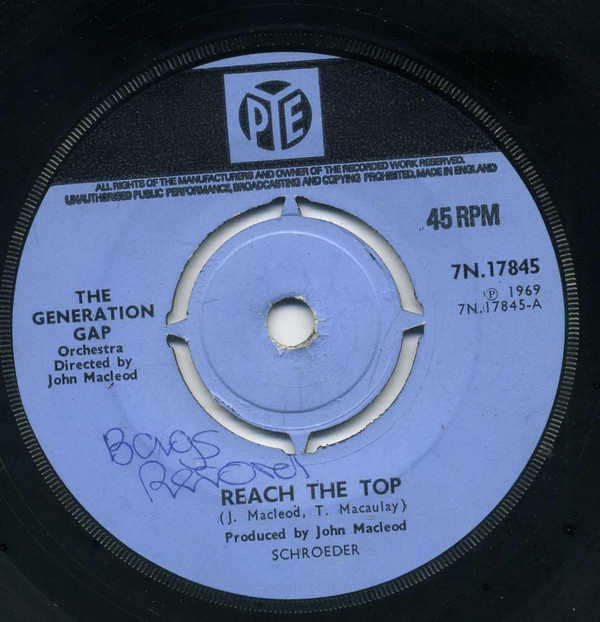 PYE
ALL RIGHTS OF THE MANUFACTURERS AND OWNER OF THE RECORDED WORK RESERVED.
UNAUTHORISED PUBLIC PERFORMANCE, BROADCASTING AND COPYING PROHIBITED. MADE IN ENGLAND
45 RPM
7N.17845
Ⓟ 1969
7N.17845-A
THE
GENERATION
GAP
Orchestra
Directed by
John Macleod
REACH THE TOP
(J. Macleod, T. Macaulay)
Produced by John Macleod
SCHROEDER